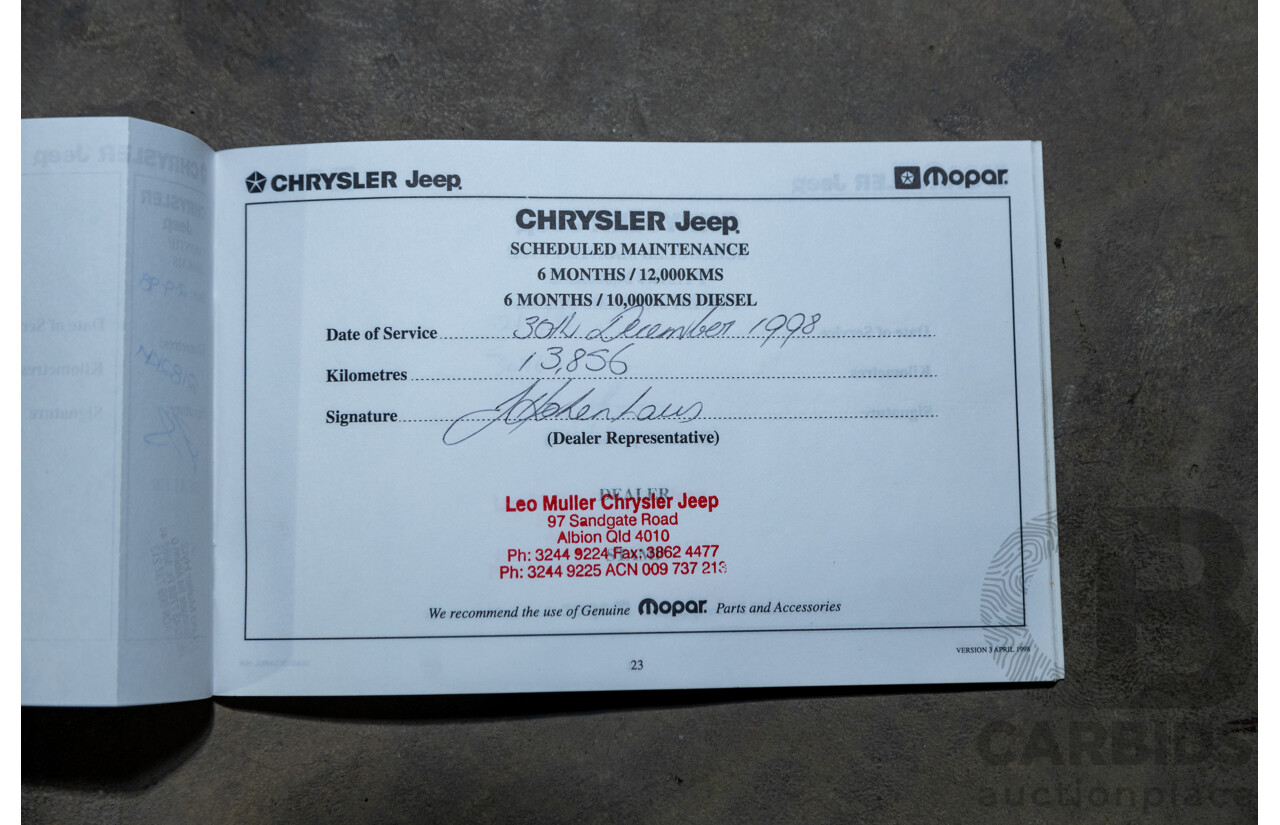 CHRYSLER Jeep
Mopar
CHRYSLER Jeep
SCHEDULED MAINTENANCE
6 MONTHS / 12,000KMS
6 MONTHS / 10,000KMS DIESEL
Date of Service 30th December 1998
Kilometres 13,856
Signature
(Dealer Representative)
DEALER
Leo Muller Chrysler Jeep
97 Sandgate Road
Albion Qld 4010
Ph: 3244 9224 Fax: 3862 4477
Ph: 3244 9225 ACN 009 737 213
We recommend the use of Genuine Mopar Parts and Accessories
VERSION 3 APRIL 1998
23
CARBIDS
auctionplace